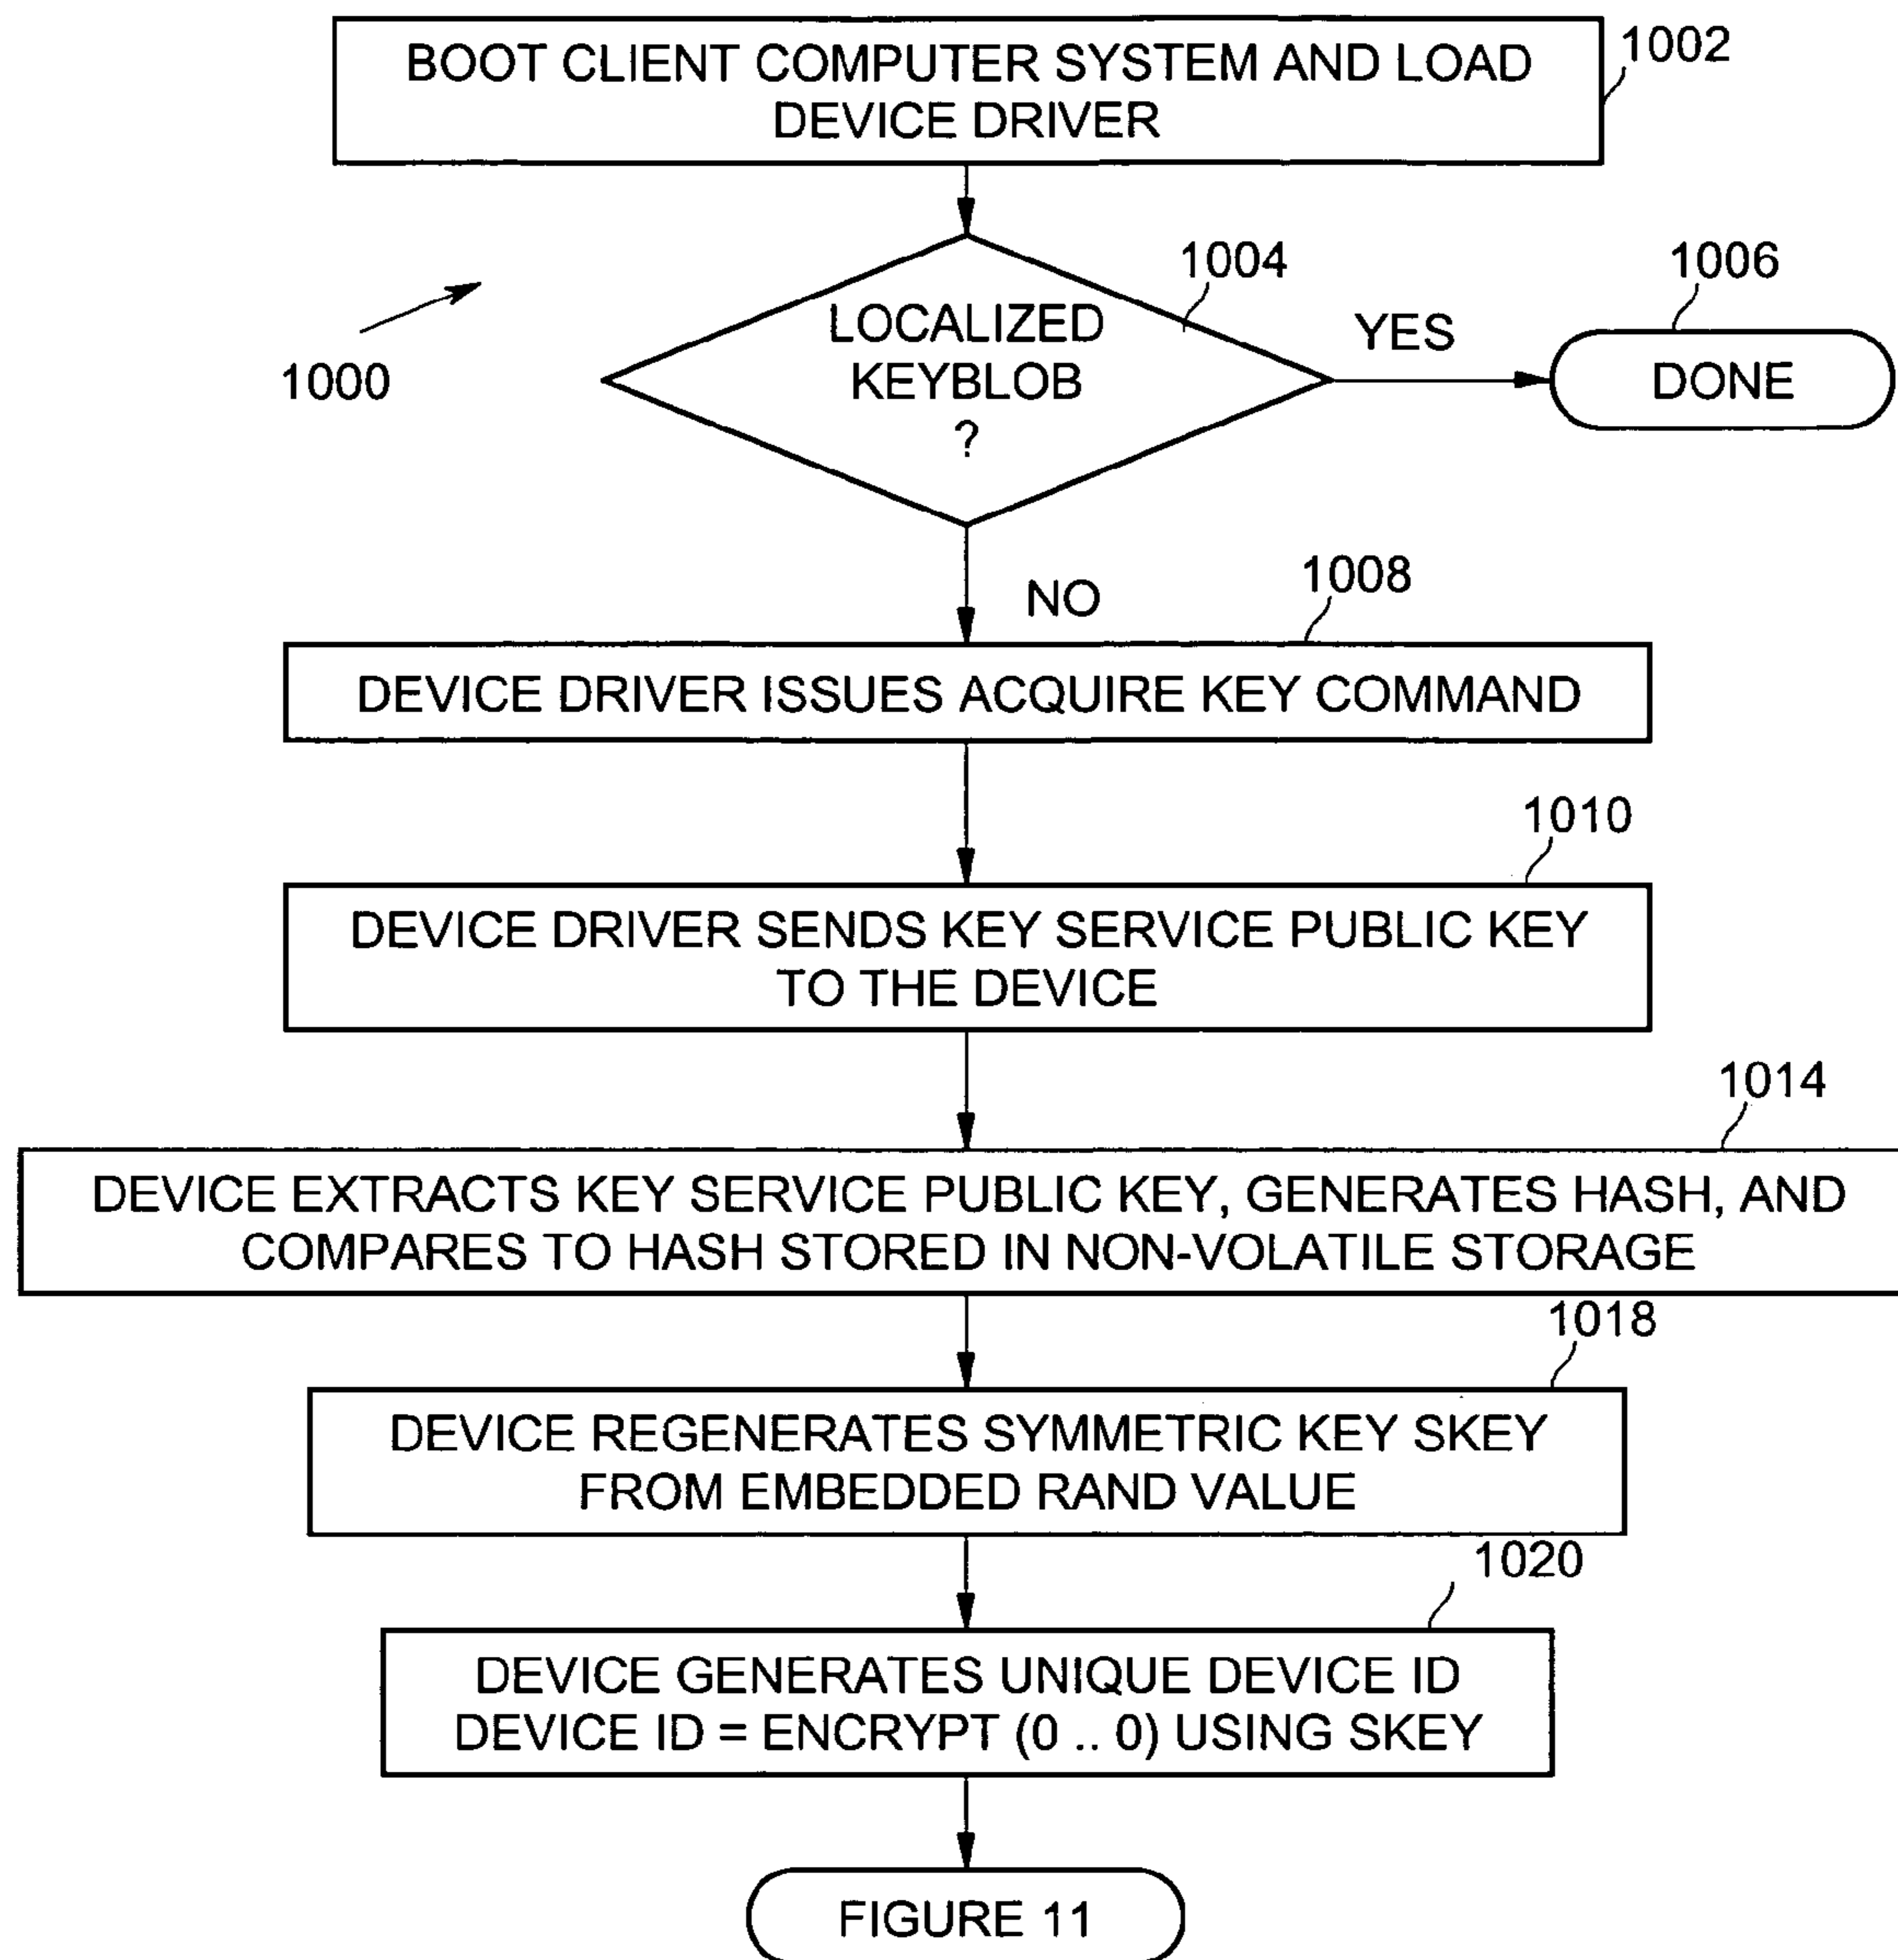 BOOT CLIENT COMPUTER SYSTEM AND LOAD
DEVICE DRIVER
1002
1000
LOCALIZED
KEYBLOB
?
1004
YES
1006
DONE
NO
1008
DEVICE DRIVER ISSUES ACQUIRE KEY COMMAND
1010
DEVICE DRIVER SENDS KEY SERVICE PUBLIC KEY
TO THE DEVICE
1014
DEVICE EXTRACTS KEY SERVICE PUBLIC KEY, GENERATES HASH, AND
COMPARES TO HASH STORED IN NON-VOLATILE STORAGE
1018
DEVICE REGENERATES SYMMETRIC KEY SKEY
FROM EMBEDDED RAND VALUE
1020
DEVICE GENERATES UNIQUE DEVICE ID
DEVICE ID = ENCRYPT (0 .. 0) USING SKEY
FIGURE 11